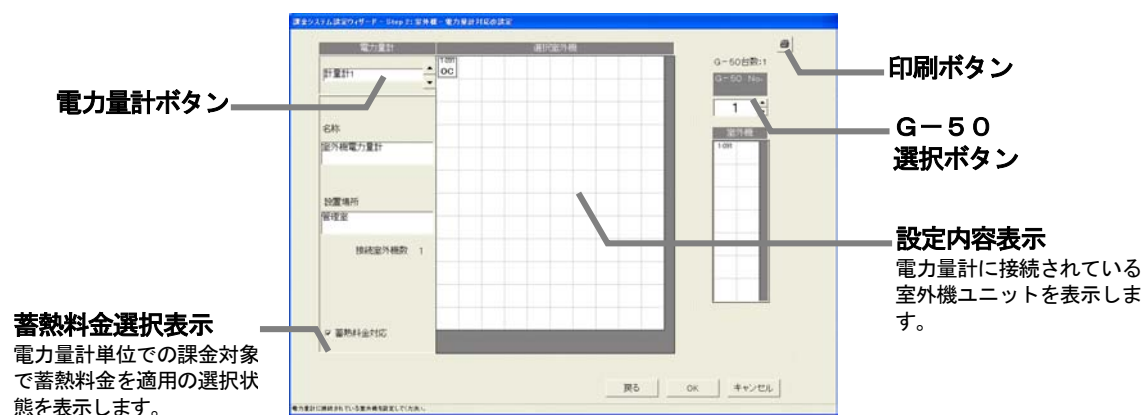 課金システム設定ウィザード - Step 2: 室外機 - 電力量計対応の設定
電力量計
選択室外機
計量計1
OC
名称
室外機電力量計
設置場所
管理室
接続室外機数 1
蓄熱料金対応
G-50台数:1
G-50 No.
1
室外機
戻る
OK
キャンセル
電力量計に接続されている室外機を設定してください。
電力量計ボタン
蓄熱料金選択表示
電力量計単位での課金対象
で蓄熱料金を適用の選択状
態を表示します。
印刷ボタン
G－50
選択ボタン
設定内容表示
電力量計に接続されている
室外機ユニットを表示しま
す。